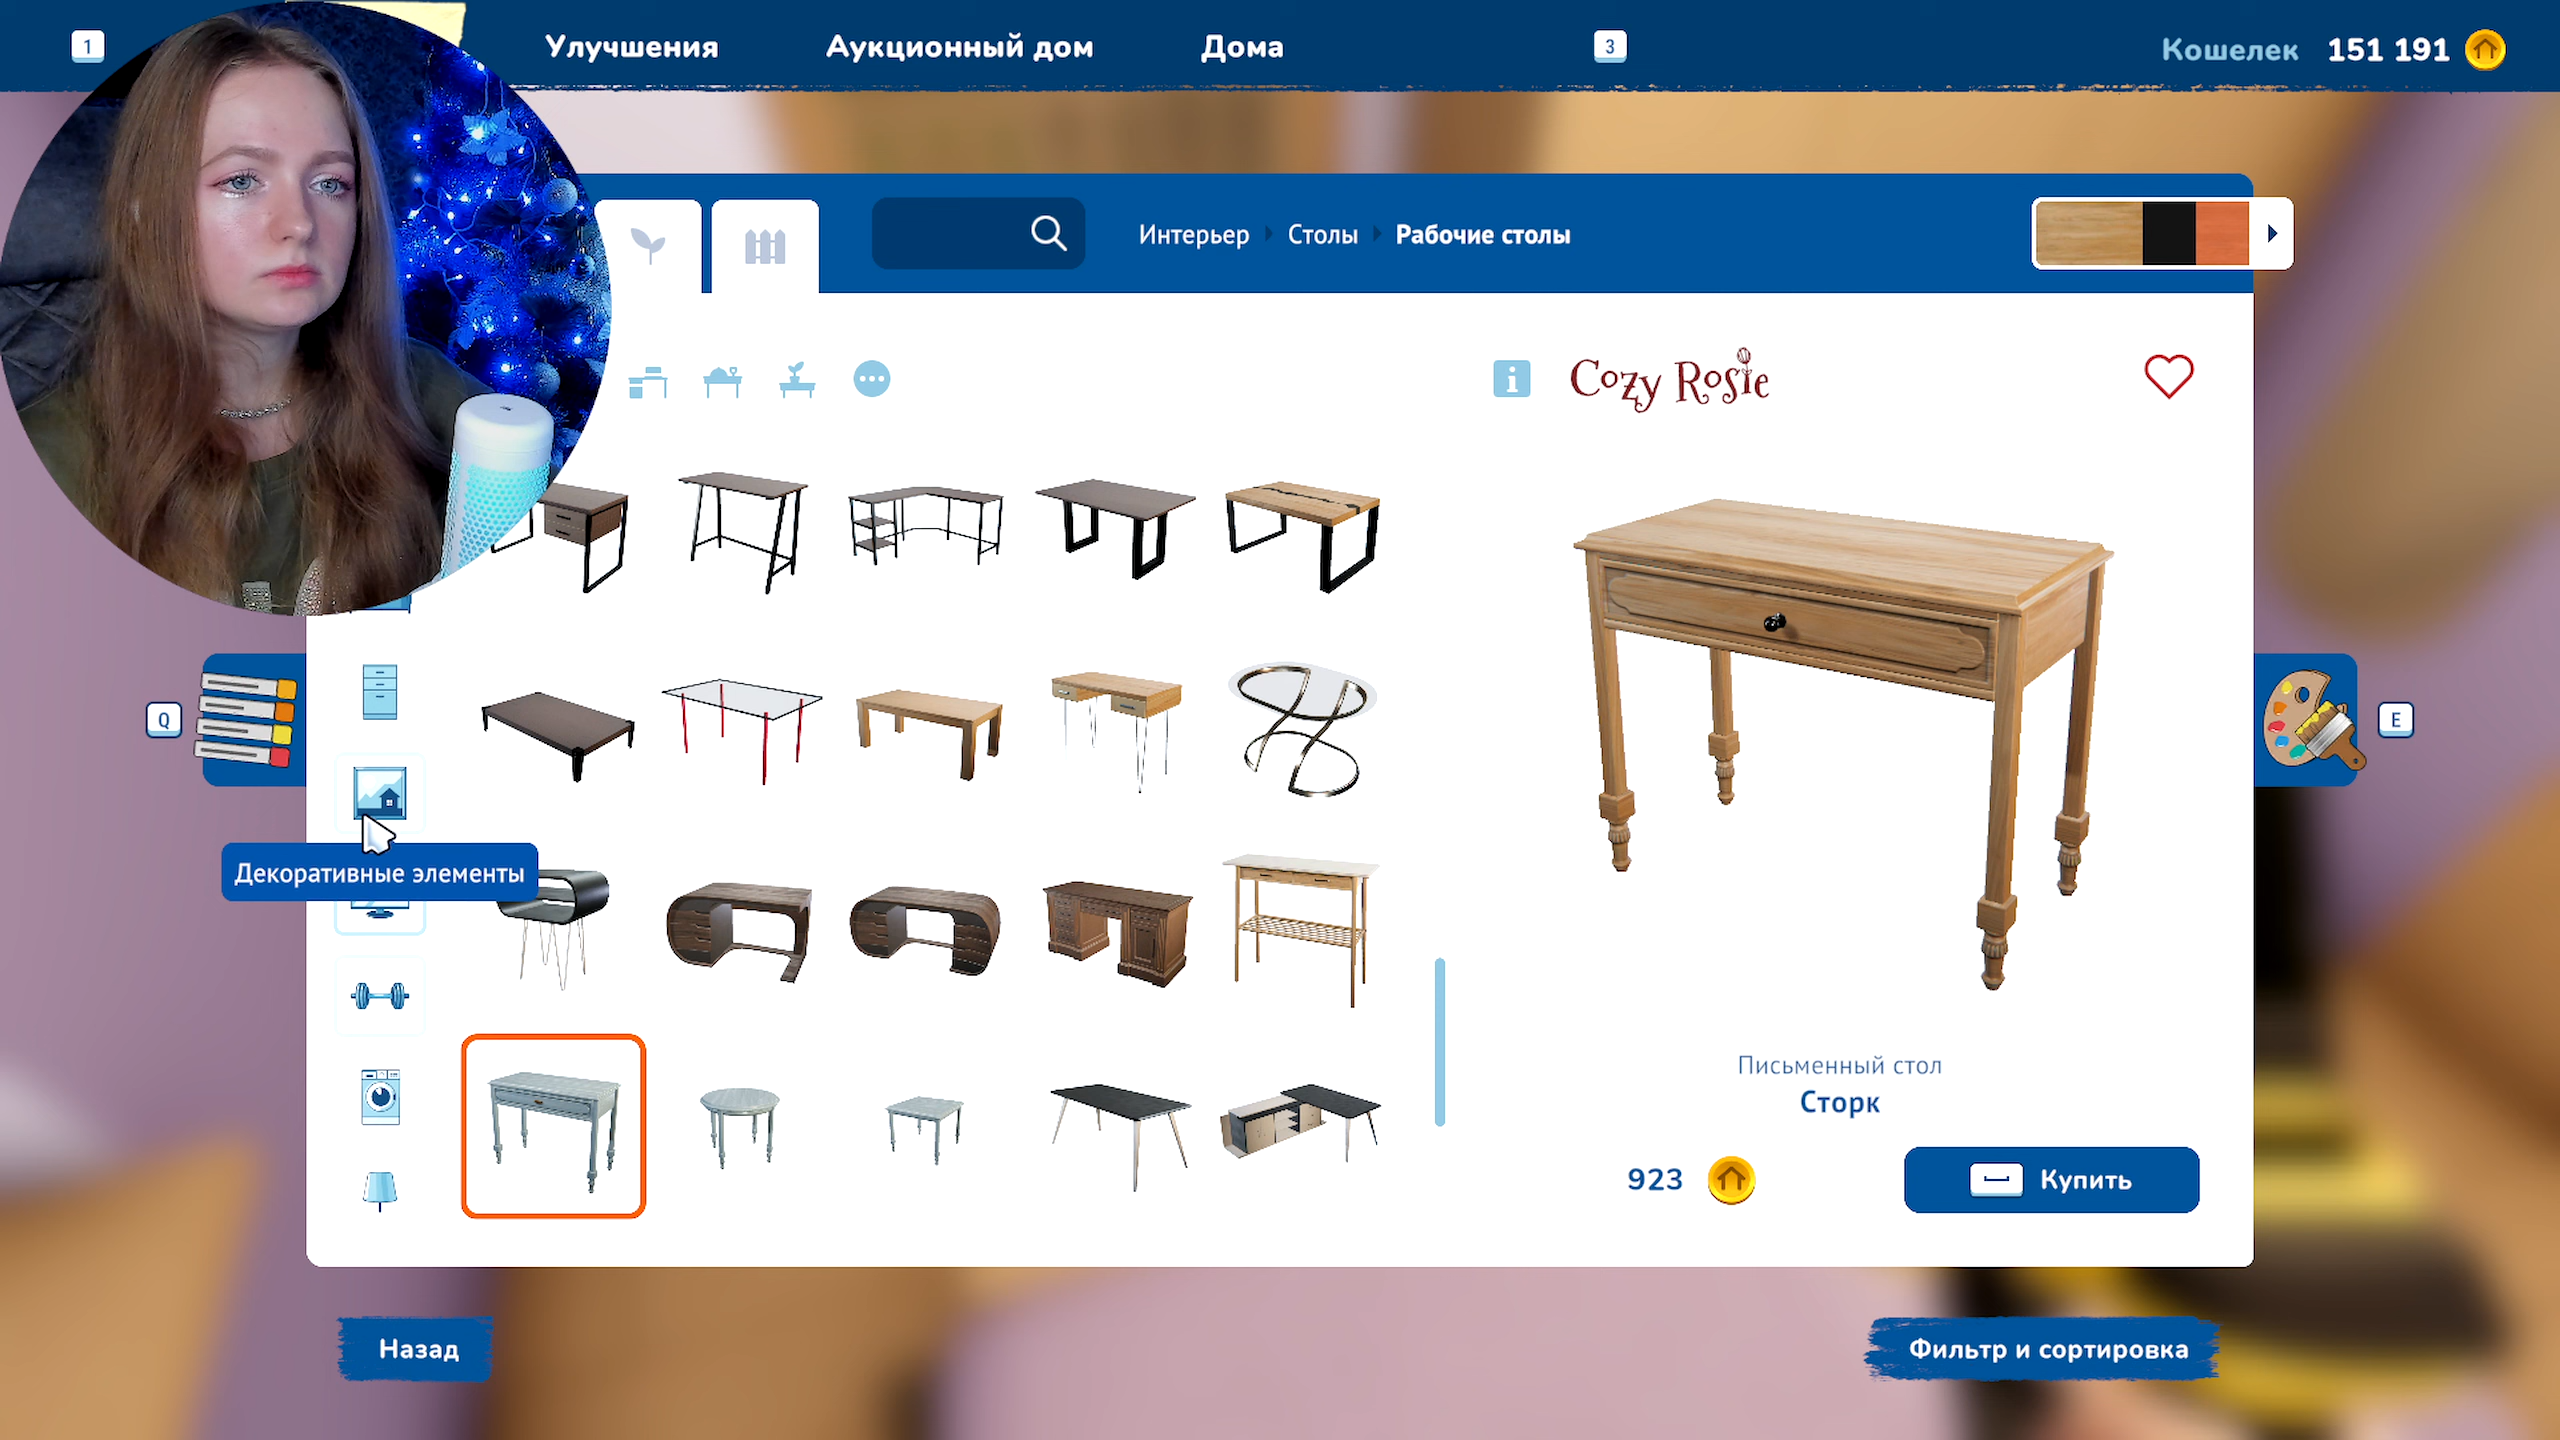 1
Улучшения
Аукционный дом
Дома
3
Кошелек 151 191
Интерьер Столы Рабочие столы
i
Cozy Rosie
Q
E
Декоративные элементы
Письменный стол
Сторк
923
Купить
Назад
Фильтр и сортировка